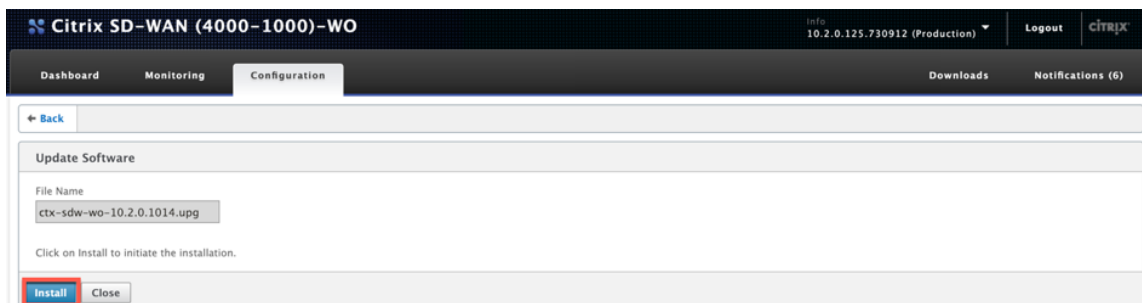 Citrix SD-WAN (4000-1000)-WO
Info
10.2.0.125.730912 (Production)
Logout
CİTRIX
Dashboard Monitoring Configuration Downloads Notifications (6)
← Back
Update Software
File Name
ctx-sdw-wo-10.2.0.1014.upg
Click on Install to initiate the installation.
Install Close